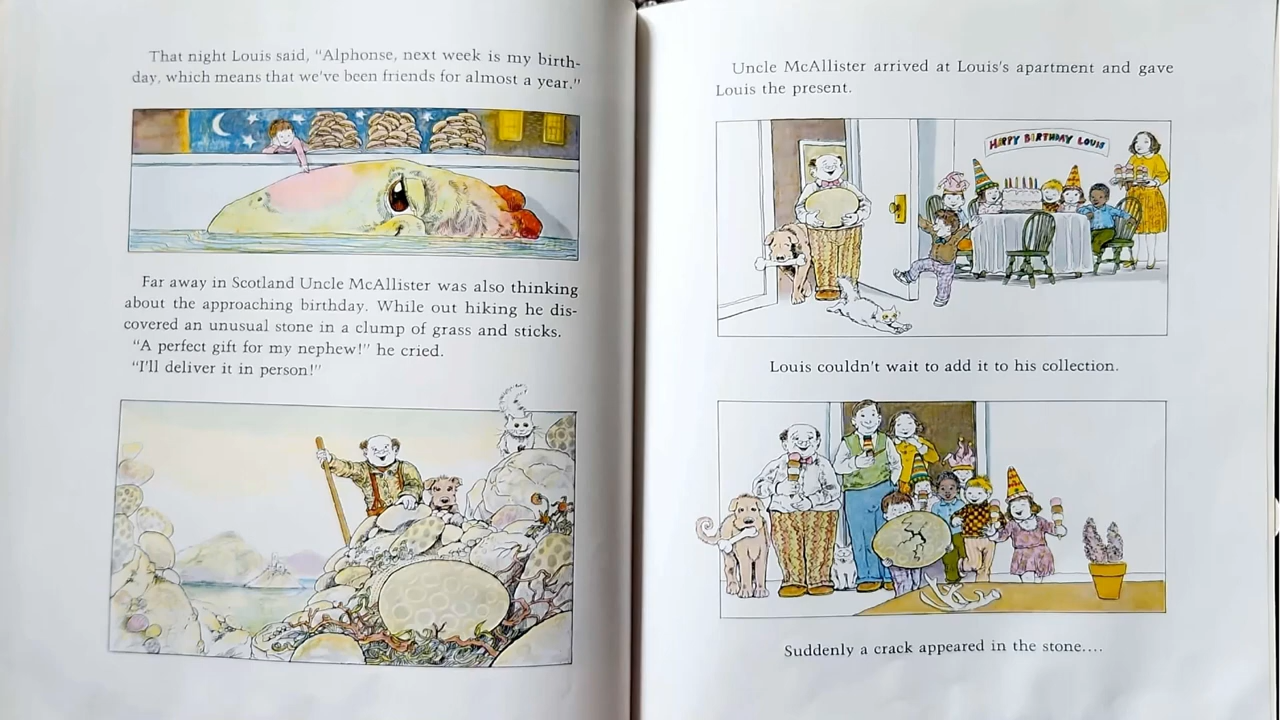 That night Louis said, “Alphonse, next week is my birth-
day, which means that we've been friends for almost a year.”
Far away in Scotland Uncle McAllister was also thinking
about the approaching birthday. While out hiking he dis-
covered an unusual stone in a clump of grass and sticks.
“A perfect gift for my nephew!” he cried.
“I'll deliver it in person!”
Uncle McAllister arrived at Louis's apartment and gave
Louis the present.
HAPPY BIRTHDAY LOUIS
Louis couldn't wait to add it to his collection.
Suddenly a crack appeared in the stone....